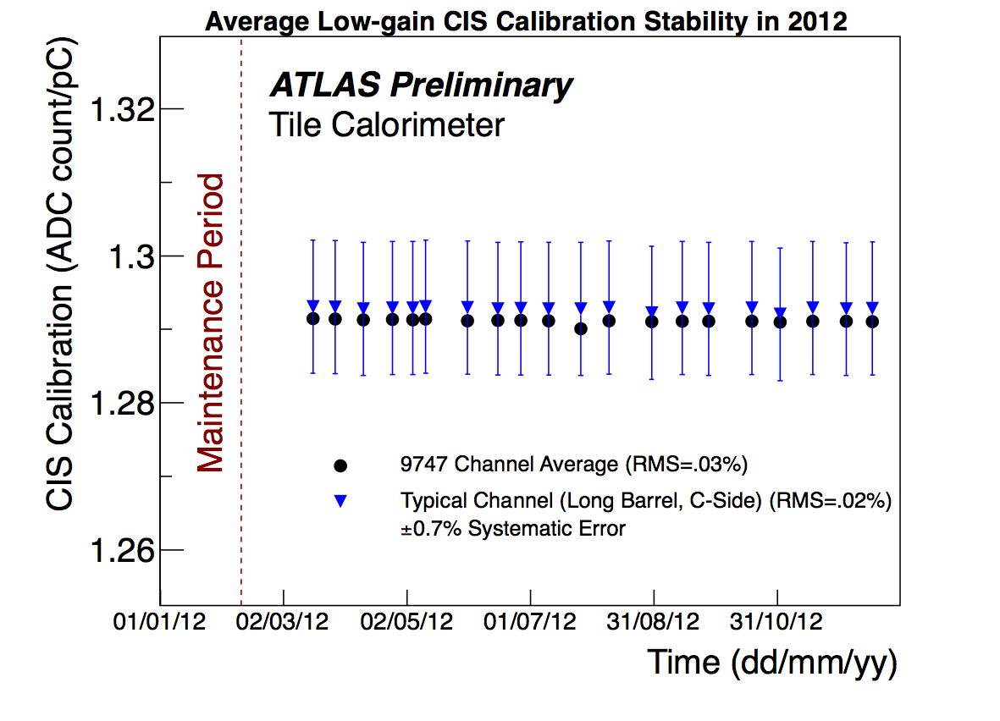 Average Low-gain CIS Calibration Stability in 2012
CIS Calibration (ADC count/pC)
1.32
1.3
1.28
1.26
ATLAS Preliminary
Tile Calorimeter
Maintenance Period
9747 Channel Average (RMS=.03%)
Typical Channel (Long Barrel, C-Side) (RMS=.02%)
±0.7% Systematic Error
01/01/12 02/03/12 02/05/12 01/07/12 31/08/12 31/10/12
Time (dd/mm/yy)